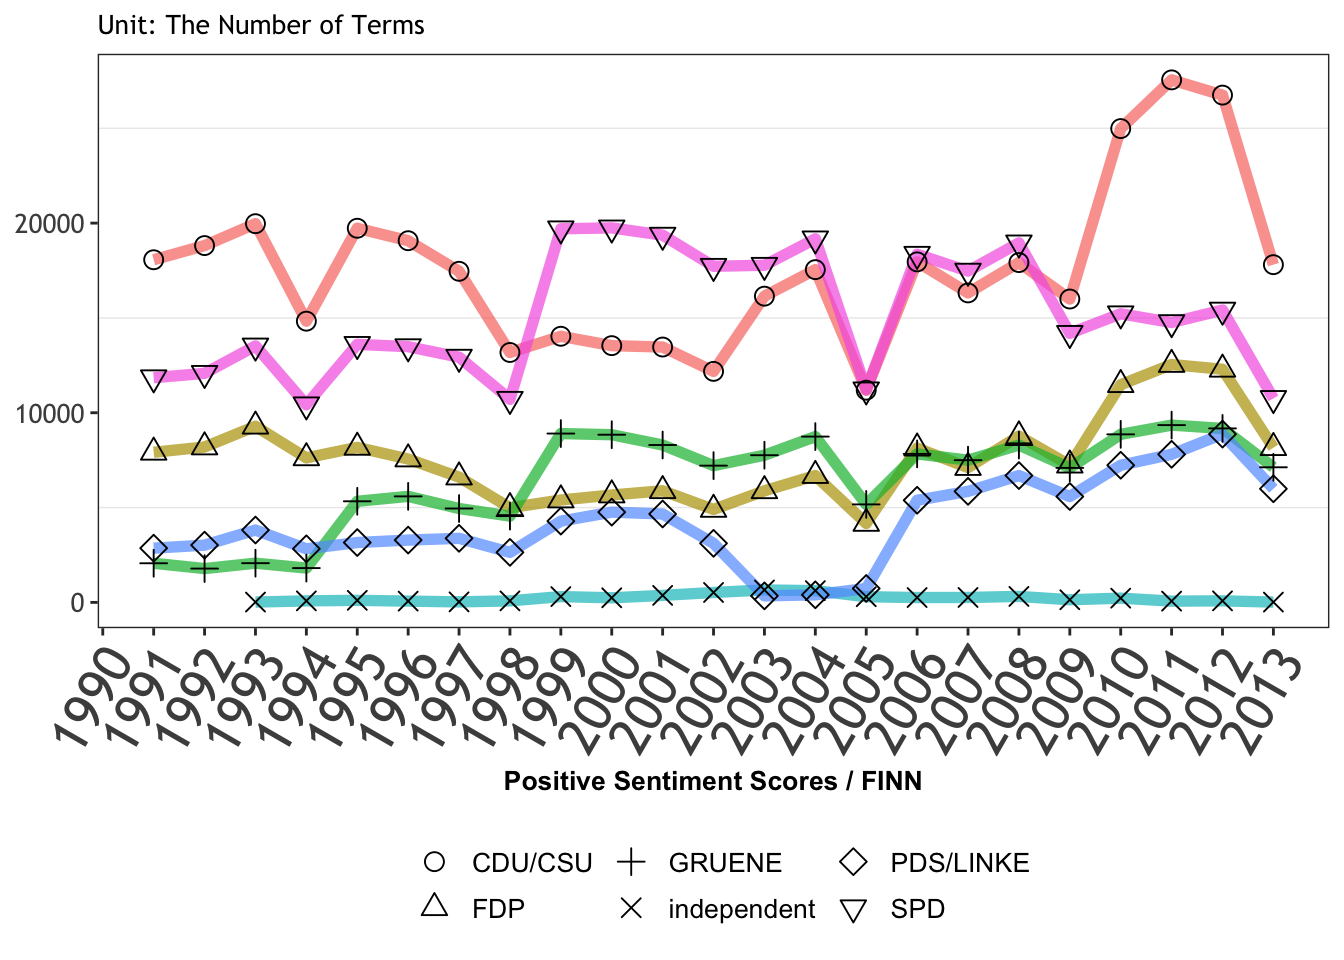 Unit: The Number of Terms
20000
10000
0
1990 1991 1992 1993 1994 1995 1996 1997 1998 1999 2000 2001 2002 2003 2004 2005 2006 2007 2008 2009 2010 2011 2012 2013
Positive Sentiment Scores / FINN
CDU/CSU GRUENE PDS/LINKE
FDP independent SPD